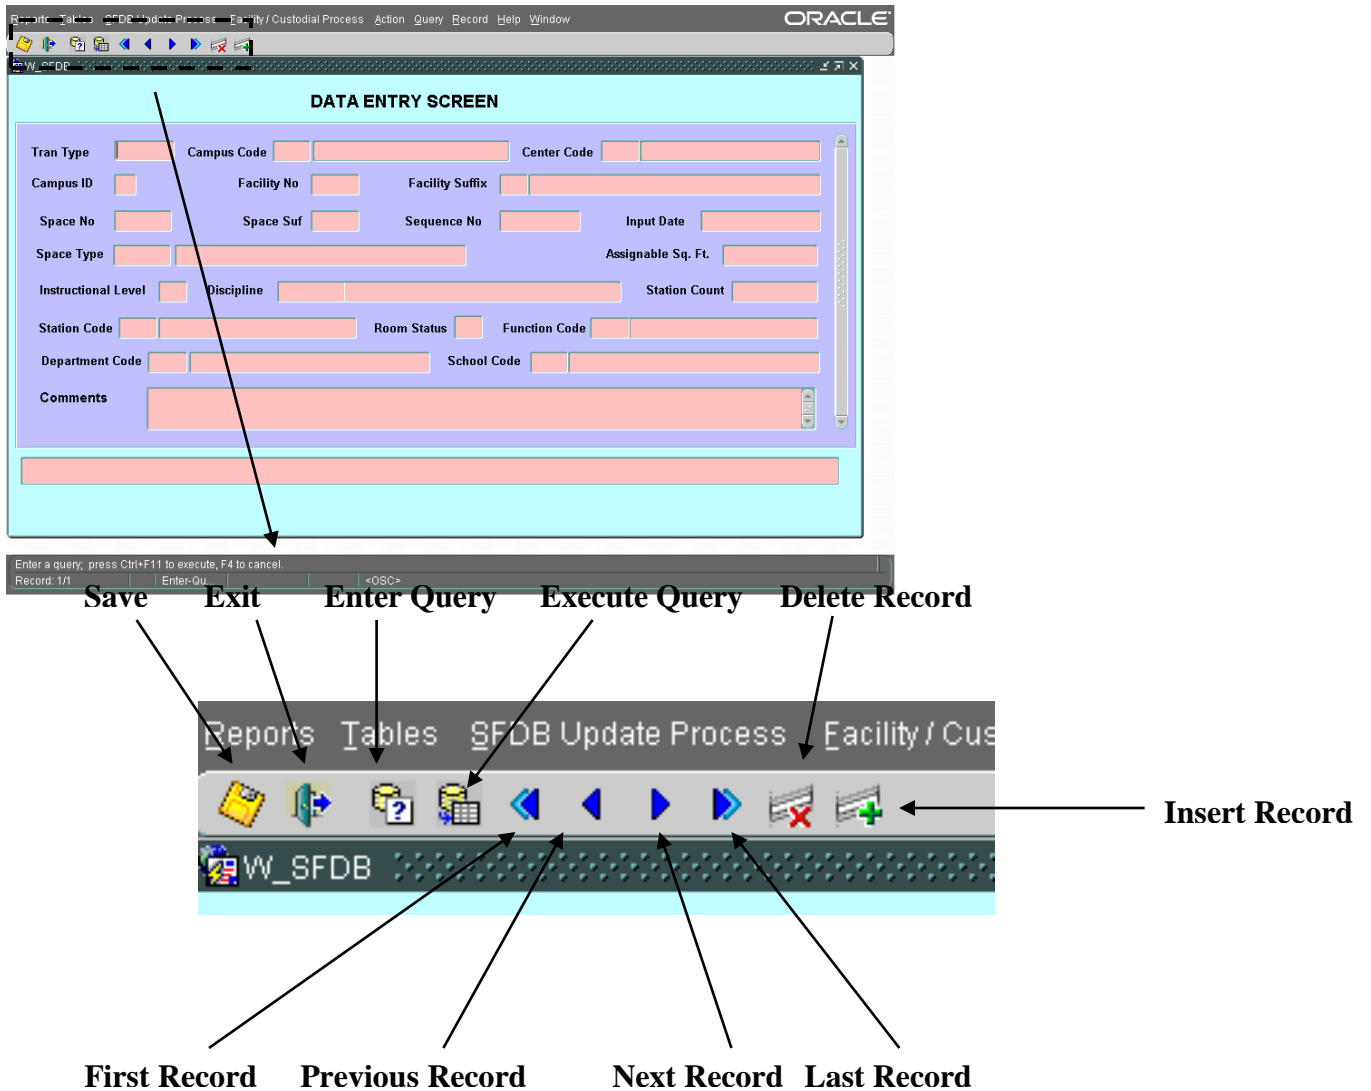 Reports Tables SFDB Update Process Facility / Custodial Process Action Query Record Help Window ORACLE
W_SFDB
DATA ENTRY SCREEN
Tran Type Campus Code Center Code
Campus ID Facility No Facility Suffix
Space No Space Suf Sequence No Input Date
Space Type Assignable Sq. Ft.
Instructional Level Discipline Station Count
Station Code Room Status Function Code
Department Code School Code
Comments
Enter a query; press Ctrl+F11 to execute, F4 to cancel.
Record: 1/1 Enter-Qu... <OSC>
Save Exit Enter Query Execute Query Delete Record
Reports Tables SFDB Update Process Facility / Cus
Insert Record
W_SFDB
First Record Previous Record Next Record Last Record